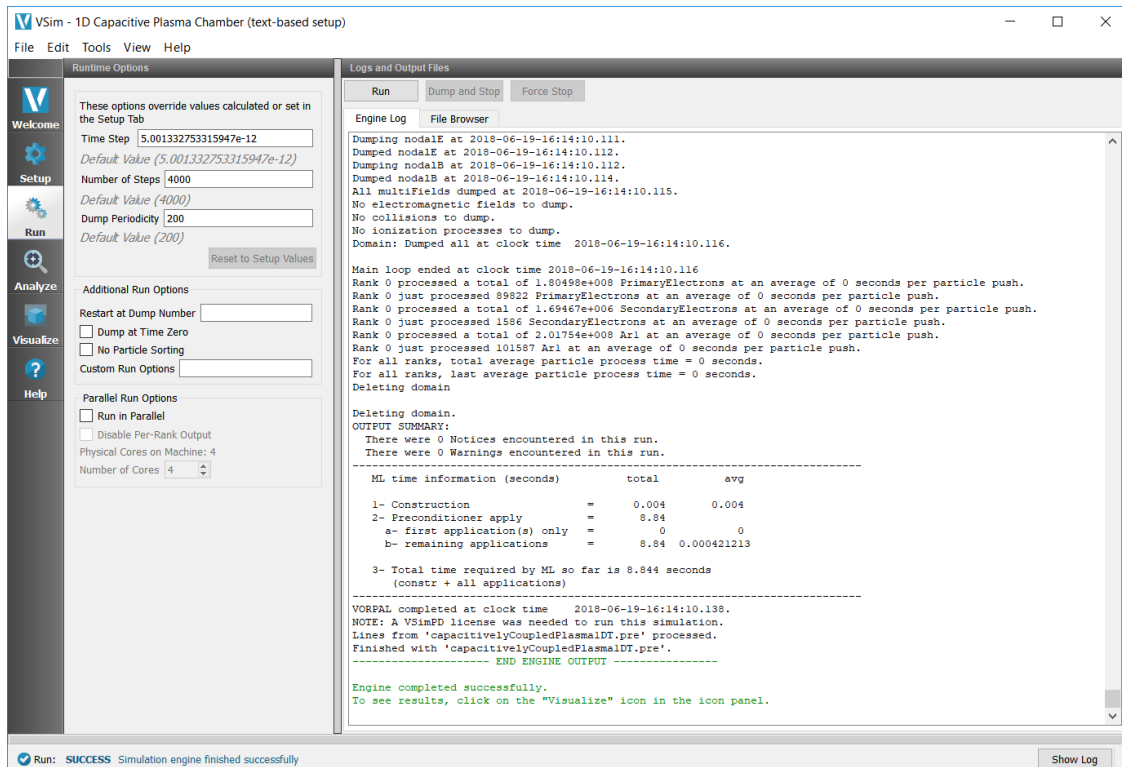 VSim - 1D Capacitive Plasma Chamber (text-based setup)
File Edit Tools View Help
Welcome
Setup
Run
Analyze
Visualize
Help
Runtime Options
These options override values calculated or set in
the Setup Tab
Time Step 5.001332753315947e-12
Default Value (5.001332753315947e-12)
Number of Steps 4000
Default Value (4000)
Dump Periodicity 200
Default Value (200)
Reset to Setup Values
Additional Run Options
Restart at Dump Number
Dump at Time Zero
No Particle Sorting
Custom Run Options
Parallel Run Options
Run in Parallel
Disable Per-Rank Output
Physical Cores on Machine: 4
Number of Cores 4
Logs and Output Files
Run Dump and Stop Force Stop
Engine Log File Browser
Dumping nodalE at 2018-06-19-16:14:10.111.
Dumped nodalE at 2018-06-19-16:14:10.112.
Dumping nodalB at 2018-06-19-16:14:10.112.
Dumped nodalB at 2018-06-19-16:14:10.114.
All multiFields dumped at 2018-06-19-16:14:10.115.
No electromagnetic fields to dump.
No collisions to dump.
No ionization processes to dump.
Domain: Dumped all at clock time 2018-06-19-16:14:10.116.
Main loop ended at clock time 2018-06-19-16:14:10.116
Rank 0 processed a total of 1.80498e+008 PrimaryElectrons at an average of 0 seconds per particle push.
Rank 0 just processed 89822 PrimaryElectrons at an average of 0 seconds per particle push.
Rank 0 processed a total of 1.69467e+006 SecondaryElectrons at an average of 0 seconds per particle push.
Rank 0 just processed 1586 SecondaryElectrons at an average of 0 seconds per particle push.
Rank 0 processed a total of 2.01754e+008 Ar1 at an average of 0 seconds per particle push.
Rank 0 just processed 101587 Ar1 at an average of 0 seconds per particle push.
For all ranks, total average particle process time = 0 seconds.
For all ranks, last average particle process time = 0 seconds.
Deleting domain
Deleting domain.
OUTPUT SUMMARY:
There were 0 Notices encountered in this run.
There were 0 Warnings encountered in this run.
--------------------------------------------------------------------------
ML time information (seconds) total avg
1- Construction = 0.004 0.004
2- Preconditioner apply = 8.84
a- first application(s) only = 0 0
b- remaining applications = 8.84 0.000421213
3- Total time required by ML so far is 8.844 seconds
(constr + all applications)
--------------------------------------------------------------------------
VORPAL completed at clock time 2018-06-19-16:14:10.138.
NOTE: A VSimPD license was needed to run this simulation.
Lines from 'capacitivelyCoupledPlasma1DT.pre' processed.
Finished with 'capacitivelyCoupledPlasma1DT.pre'.
-------------------- END ENGINE OUTPUT ---------------
Engine completed successfully.
To see results, click on the "Visualize" icon in the icon panel.
Run: SUCCESS Simulation engine finished successfully
Show Log